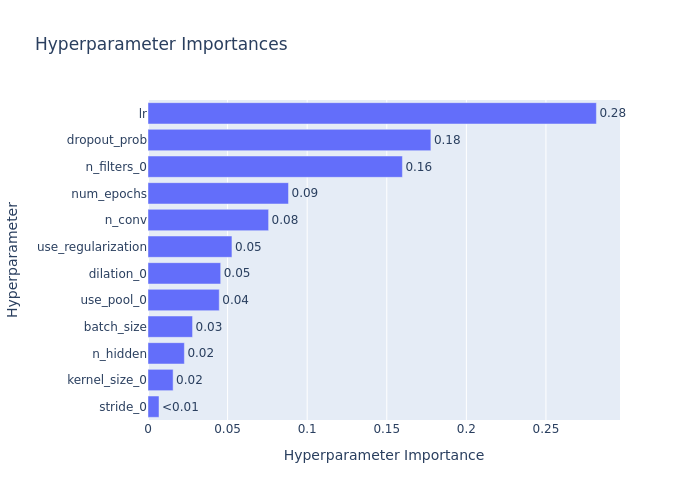 Hyperparameter Importances
Hyperparameter
lr 0.28
dropout_prob 0.18
n_filters_0 0.16
num_epochs 0.09
n_conv 0.08
use_regularization 0.05
dilation_0 0.05
use_pool_0 0.04
batch_size 0.03
n_hidden 0.02
kernel_size_0 0.02
stride_0 <0.01
0 0.05 0.1 0.15 0.2 0.25
Hyperparameter Importance